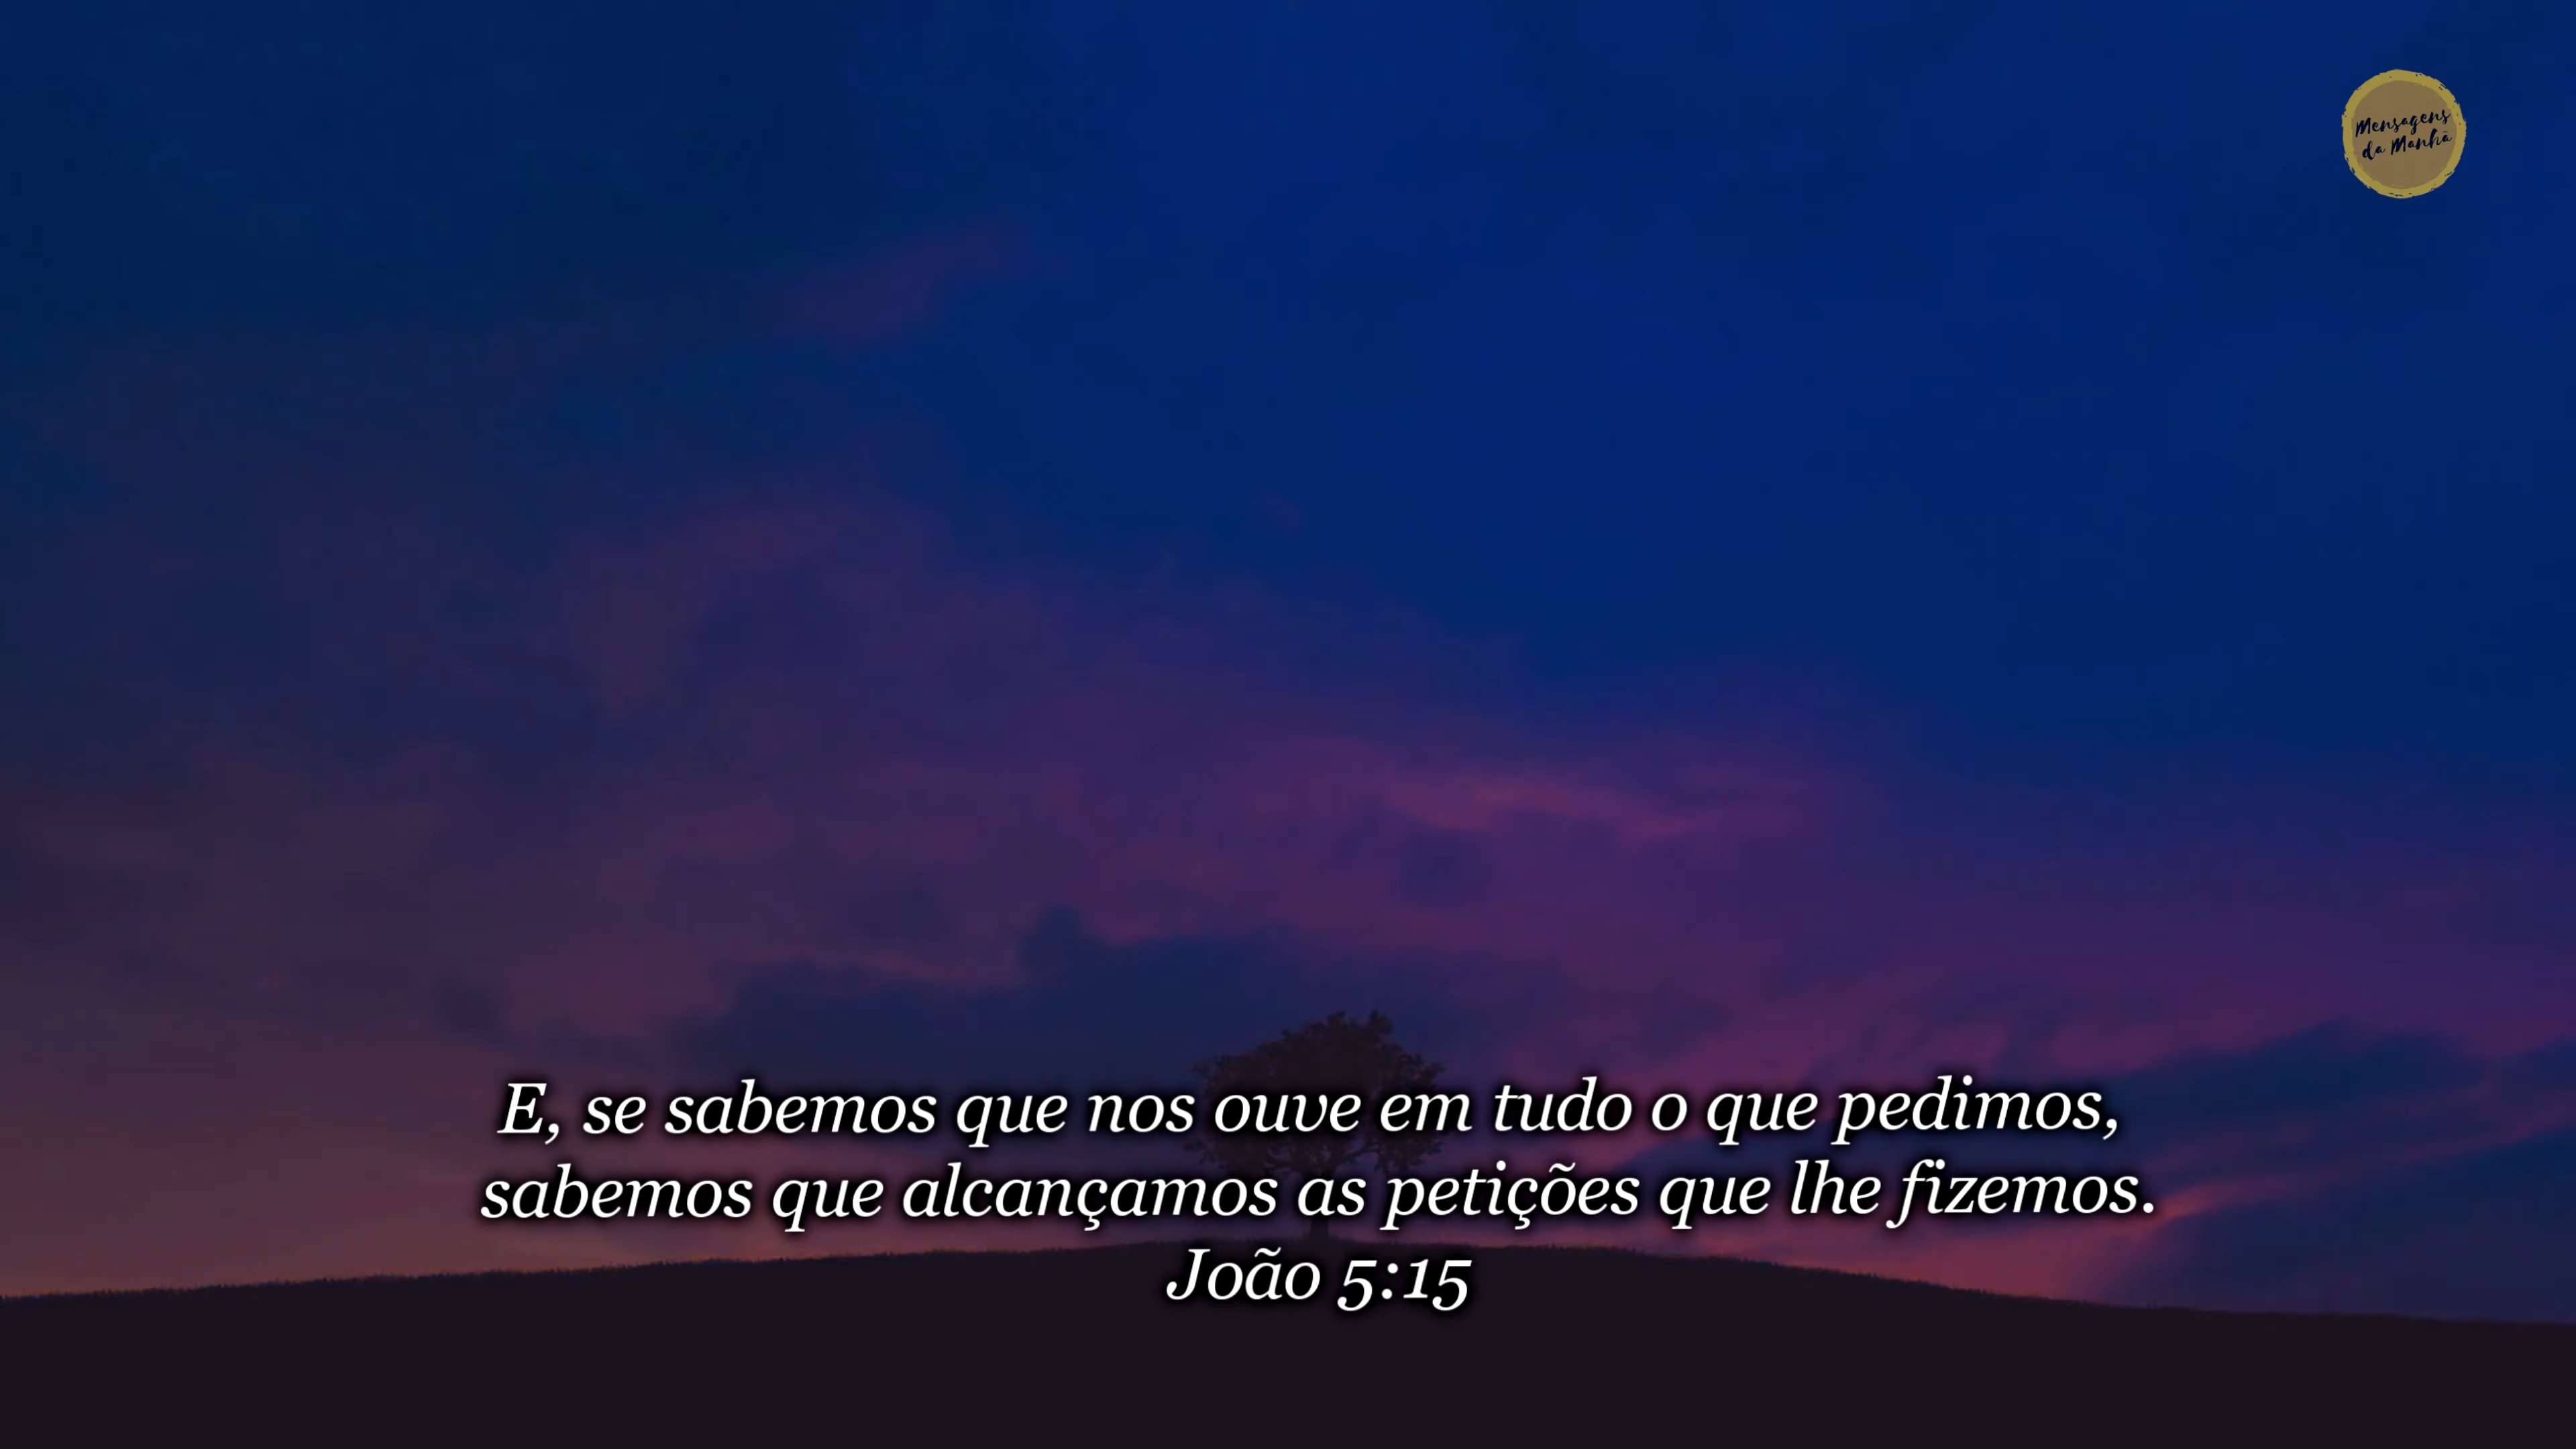 Mensagens
da Manhã
E, se sabemos que nos ouve em tudo o que pedimos,
sabemos que alcançamos as petições que lhe fizemos.
João 5:15